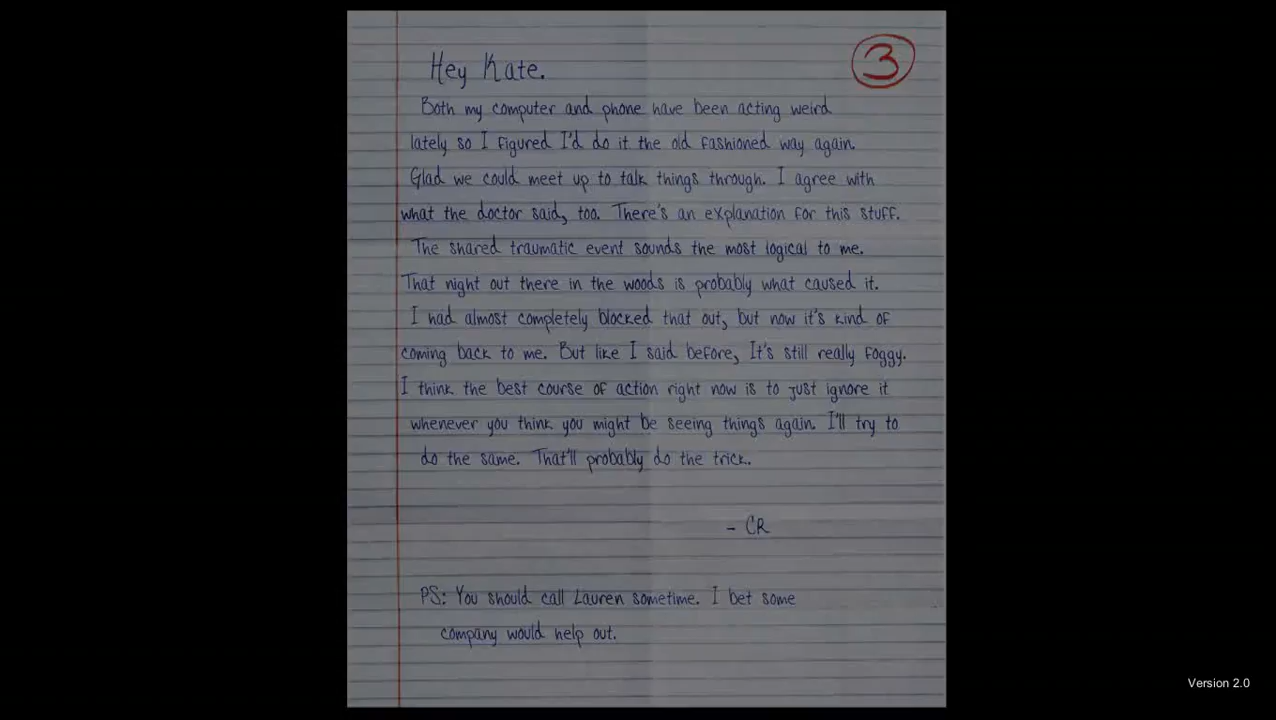 Hey Kate.
3
Both my computer and phone have been acting weird
lately so I figured I'd do it the old fashioned way again.
Glad we could meet up to talk things through. I agree with
what the doctor said, too. There's an explanation for this stuff.
The shared traumatic event sounds the most logical to me.
That night out there in the woods is probably what caused it.
I had almost completely blocked that out, but now it's kind of
coming back to me. But like I said before, It's still really foggy.
I think the best course of action right now is to just ignore it
whenever you think you might be seeing things again. I'll try to
do the same. That'll probably do the trick.
- CR
PS: You should call Lauren sometime. I bet some
company would help out.
Version 2.0